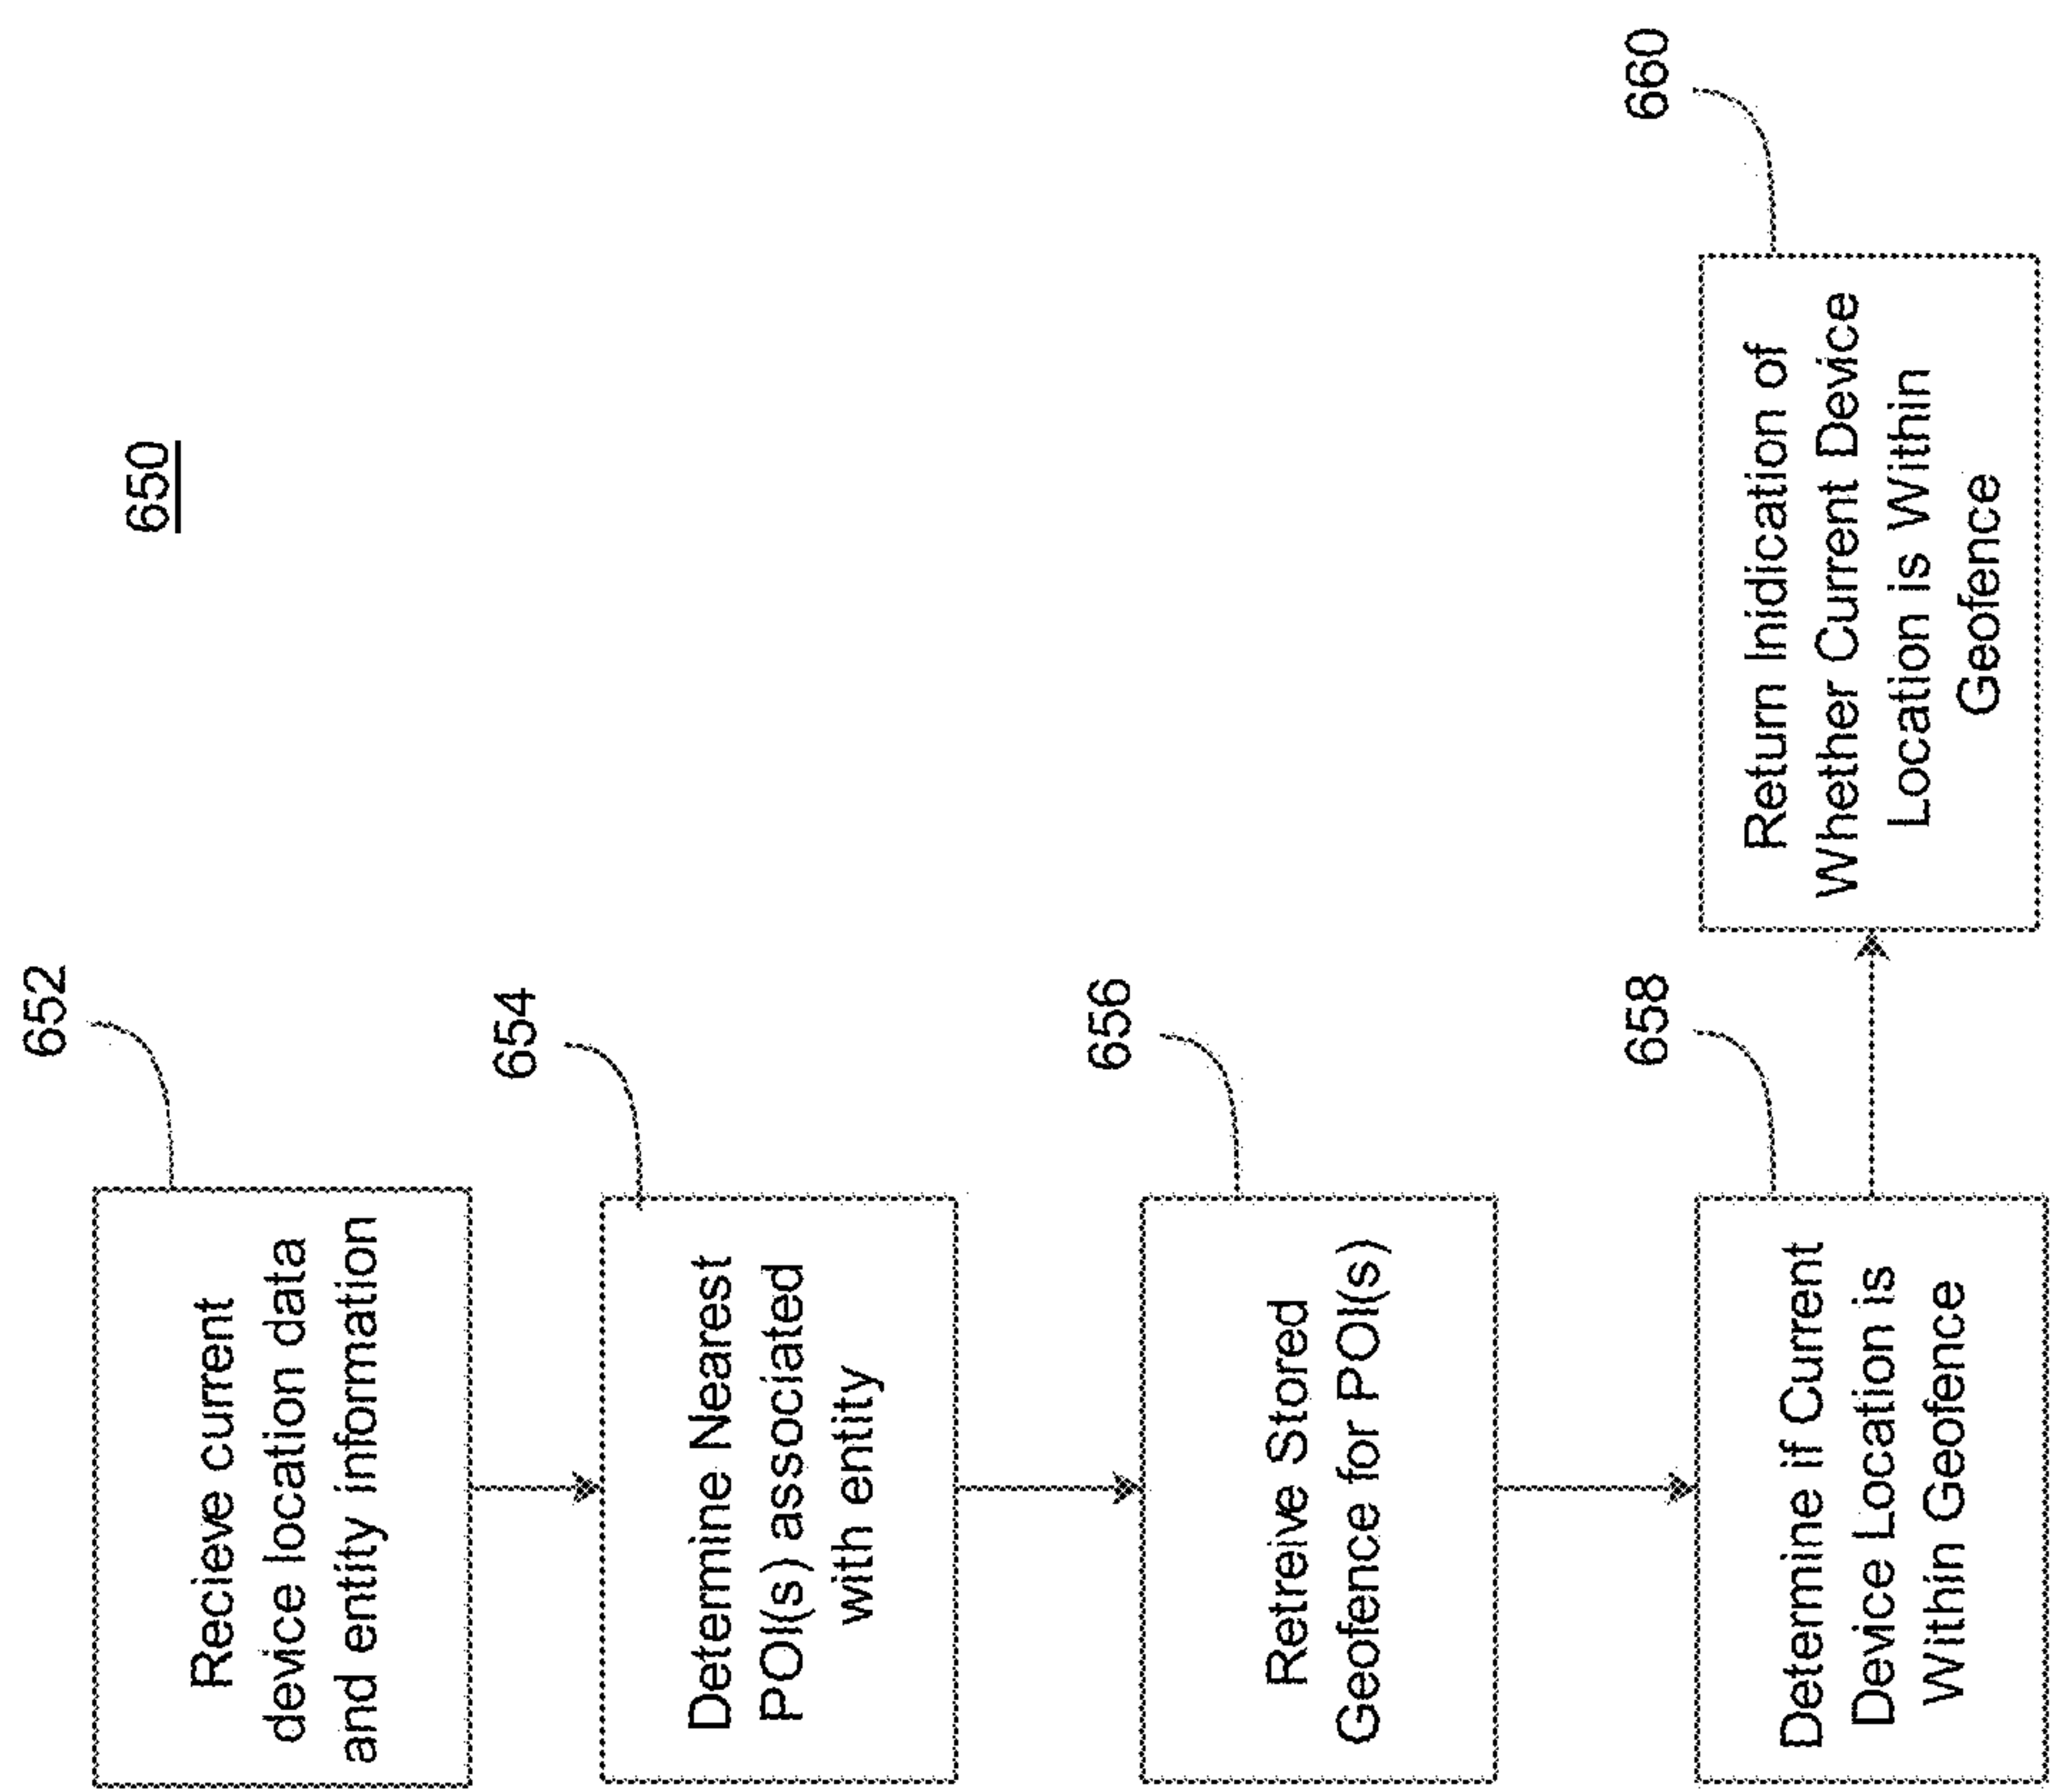 650
652
Recieve current
device location data
and entity information
654
Determine Nearest
POI(s) associated
with entity
656
Retreive Stored
Geofence for POI(s)
658
Determine if Current
Device Location is
Within Geofence
660
Return Inidication of
Whether Current Device
Location is Within
Geofence